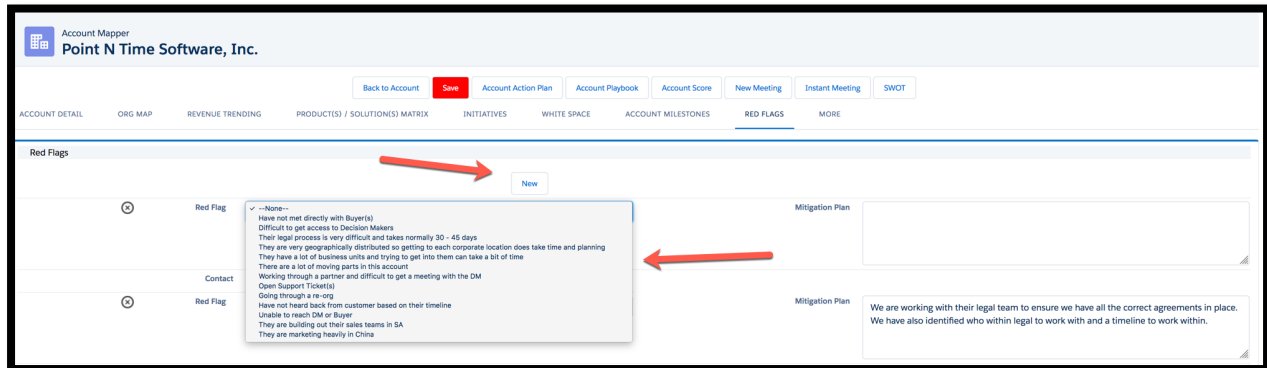 Account Mapper
Point N Time Software, Inc.
Back to Account Save Account Action Plan Account Playbook Account Score New Meeting Instant Meeting SWOT
ACCOUNT DETAIL ORG MAP REVENUE TRENDING PRODUCT(S) / SOLUTION(S) MATRIX INITIATIVES WHITE SPACE ACCOUNT MILESTONES RED FLAGS MORE
Red Flags
New
Red Flag
✓ --None--
Have not met directly with Buyer(s)
Difficult to get access to Decision Makers
Their legal process is very difficult and takes normally 30 - 45 days
They are very geographically distributed so getting to each corporate location does take time and planning
They have a lot of business units and trying to get into them can take a bit of time
There are a lot of moving parts in this account
Working through a partner and difficult to get a meeting with the DM
Open Support Ticket(s)
Going through a re-org
Have not heard back from customer based on their timeline
Unable to reach DM or Buyer
They are building out their sales teams in SA
They are marketing heavily in China
Mitigation Plan
Contact
Red Flag
Mitigation Plan
We are working with their legal team to ensure we have all the correct agreements in place.
We have also identified who within legal to work with and a timeline to work within.